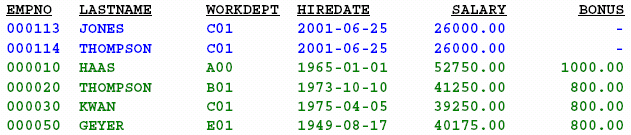 EMPNO LASTNAME WORKDEPT HIREDATE SALARY BONUS
000113 JONES C01 2001-06-25 26000.00 -
000114 THOMPSON C01 2001-06-25 26000.00 -
000010 HAAS A00 1965-01-01 52750.00 1000.00
000020 THOMPSON B01 1973-10-10 41250.00 800.00
000030 KWAN C01 1975-04-05 39250.00 800.00
000050 GEYER E01 1949-08-17 40175.00 800.00